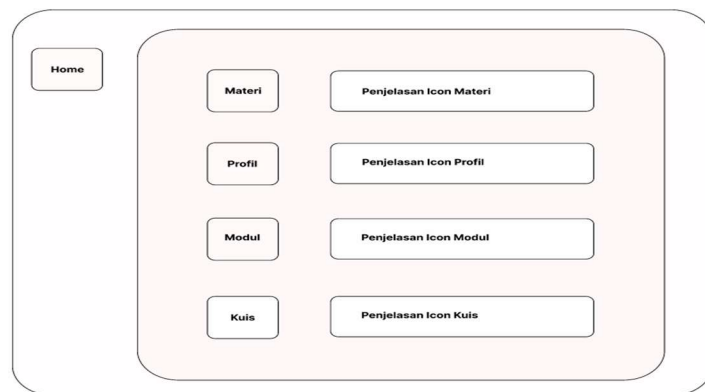 Home
Materi
Penjelasan Icon Materi
Profil
Penjelasan Icon Profil
Modul
Penjelasan Icon Modul
Kuis
Penjelasan Icon Kuis